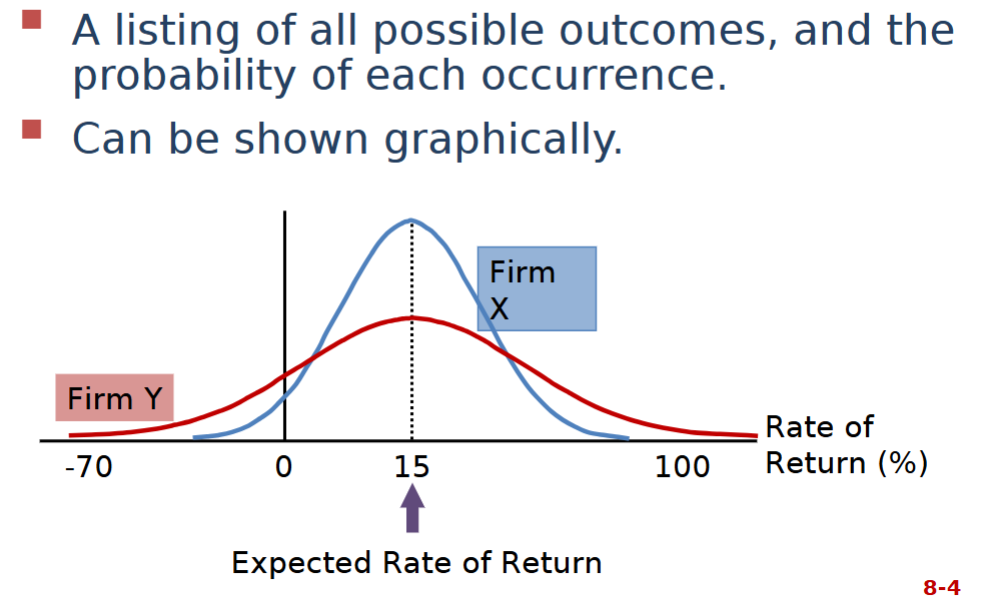 A listing of all possible outcomes, and the
probability of each occurrence.
Can be shown graphically.
Firm
X
Firm Y
Rate of
Return (%)
-70
0
15
100
Expected Rate of Return
8-4